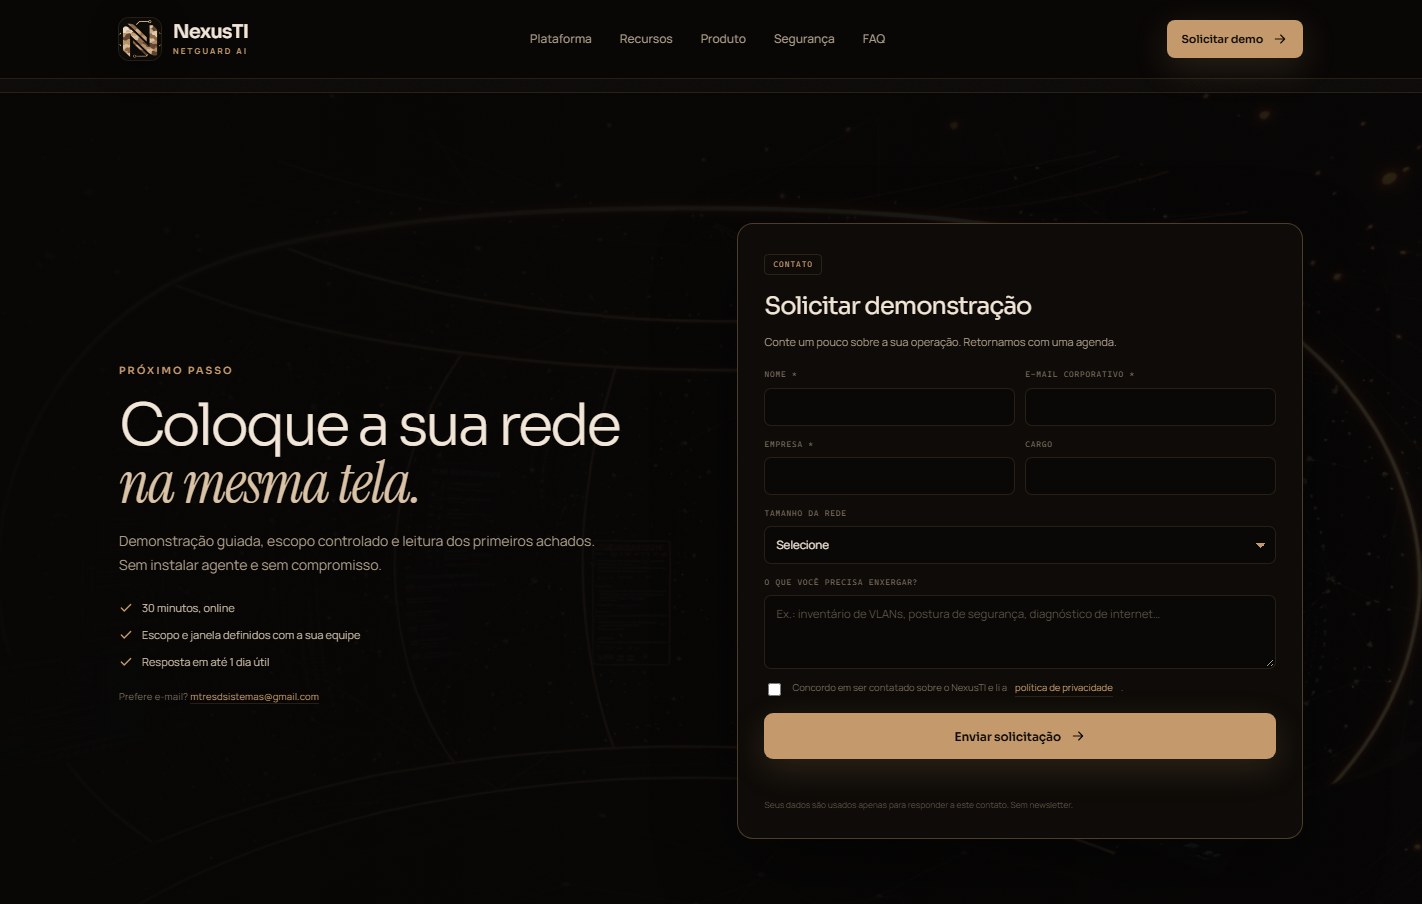 NexusTI
NETGUARD AI
Plataforma
Recursos
Produto
Segurança
FAQ
Solicitar demo
PRÓXIMO PASSO
Coloque a sua rede
na mesma tela.
Demonstração guiada, escopo controlado e leitura dos primeiros achados.
Sem instalar agente e sem compromisso.
30 minutos, online
Escopo e janela definidos com a sua equipe
Resposta em até 1 dia útil
Prefere e-mail? mtresdsistemas@gmail.com
CONTATO
Solicitar demonstração
Conte um pouco sobre a sua operação. Retornamos com uma agenda.
NOME *
E-MAIL CORPORATIVO *
EMPRESA *
CARGO
TAMANHO DA REDE
Selecione
O QUE VOCÊ PRECISA ENXERGAR?
Ex.: inventário de VLANs, postura de segurança, diagnóstico de internet…
Concordo em ser contatado sobre o NexusTI e li a política de privacidade .
Enviar solicitação
Seus dados são usados apenas para responder a este contato. Sem newsletter.